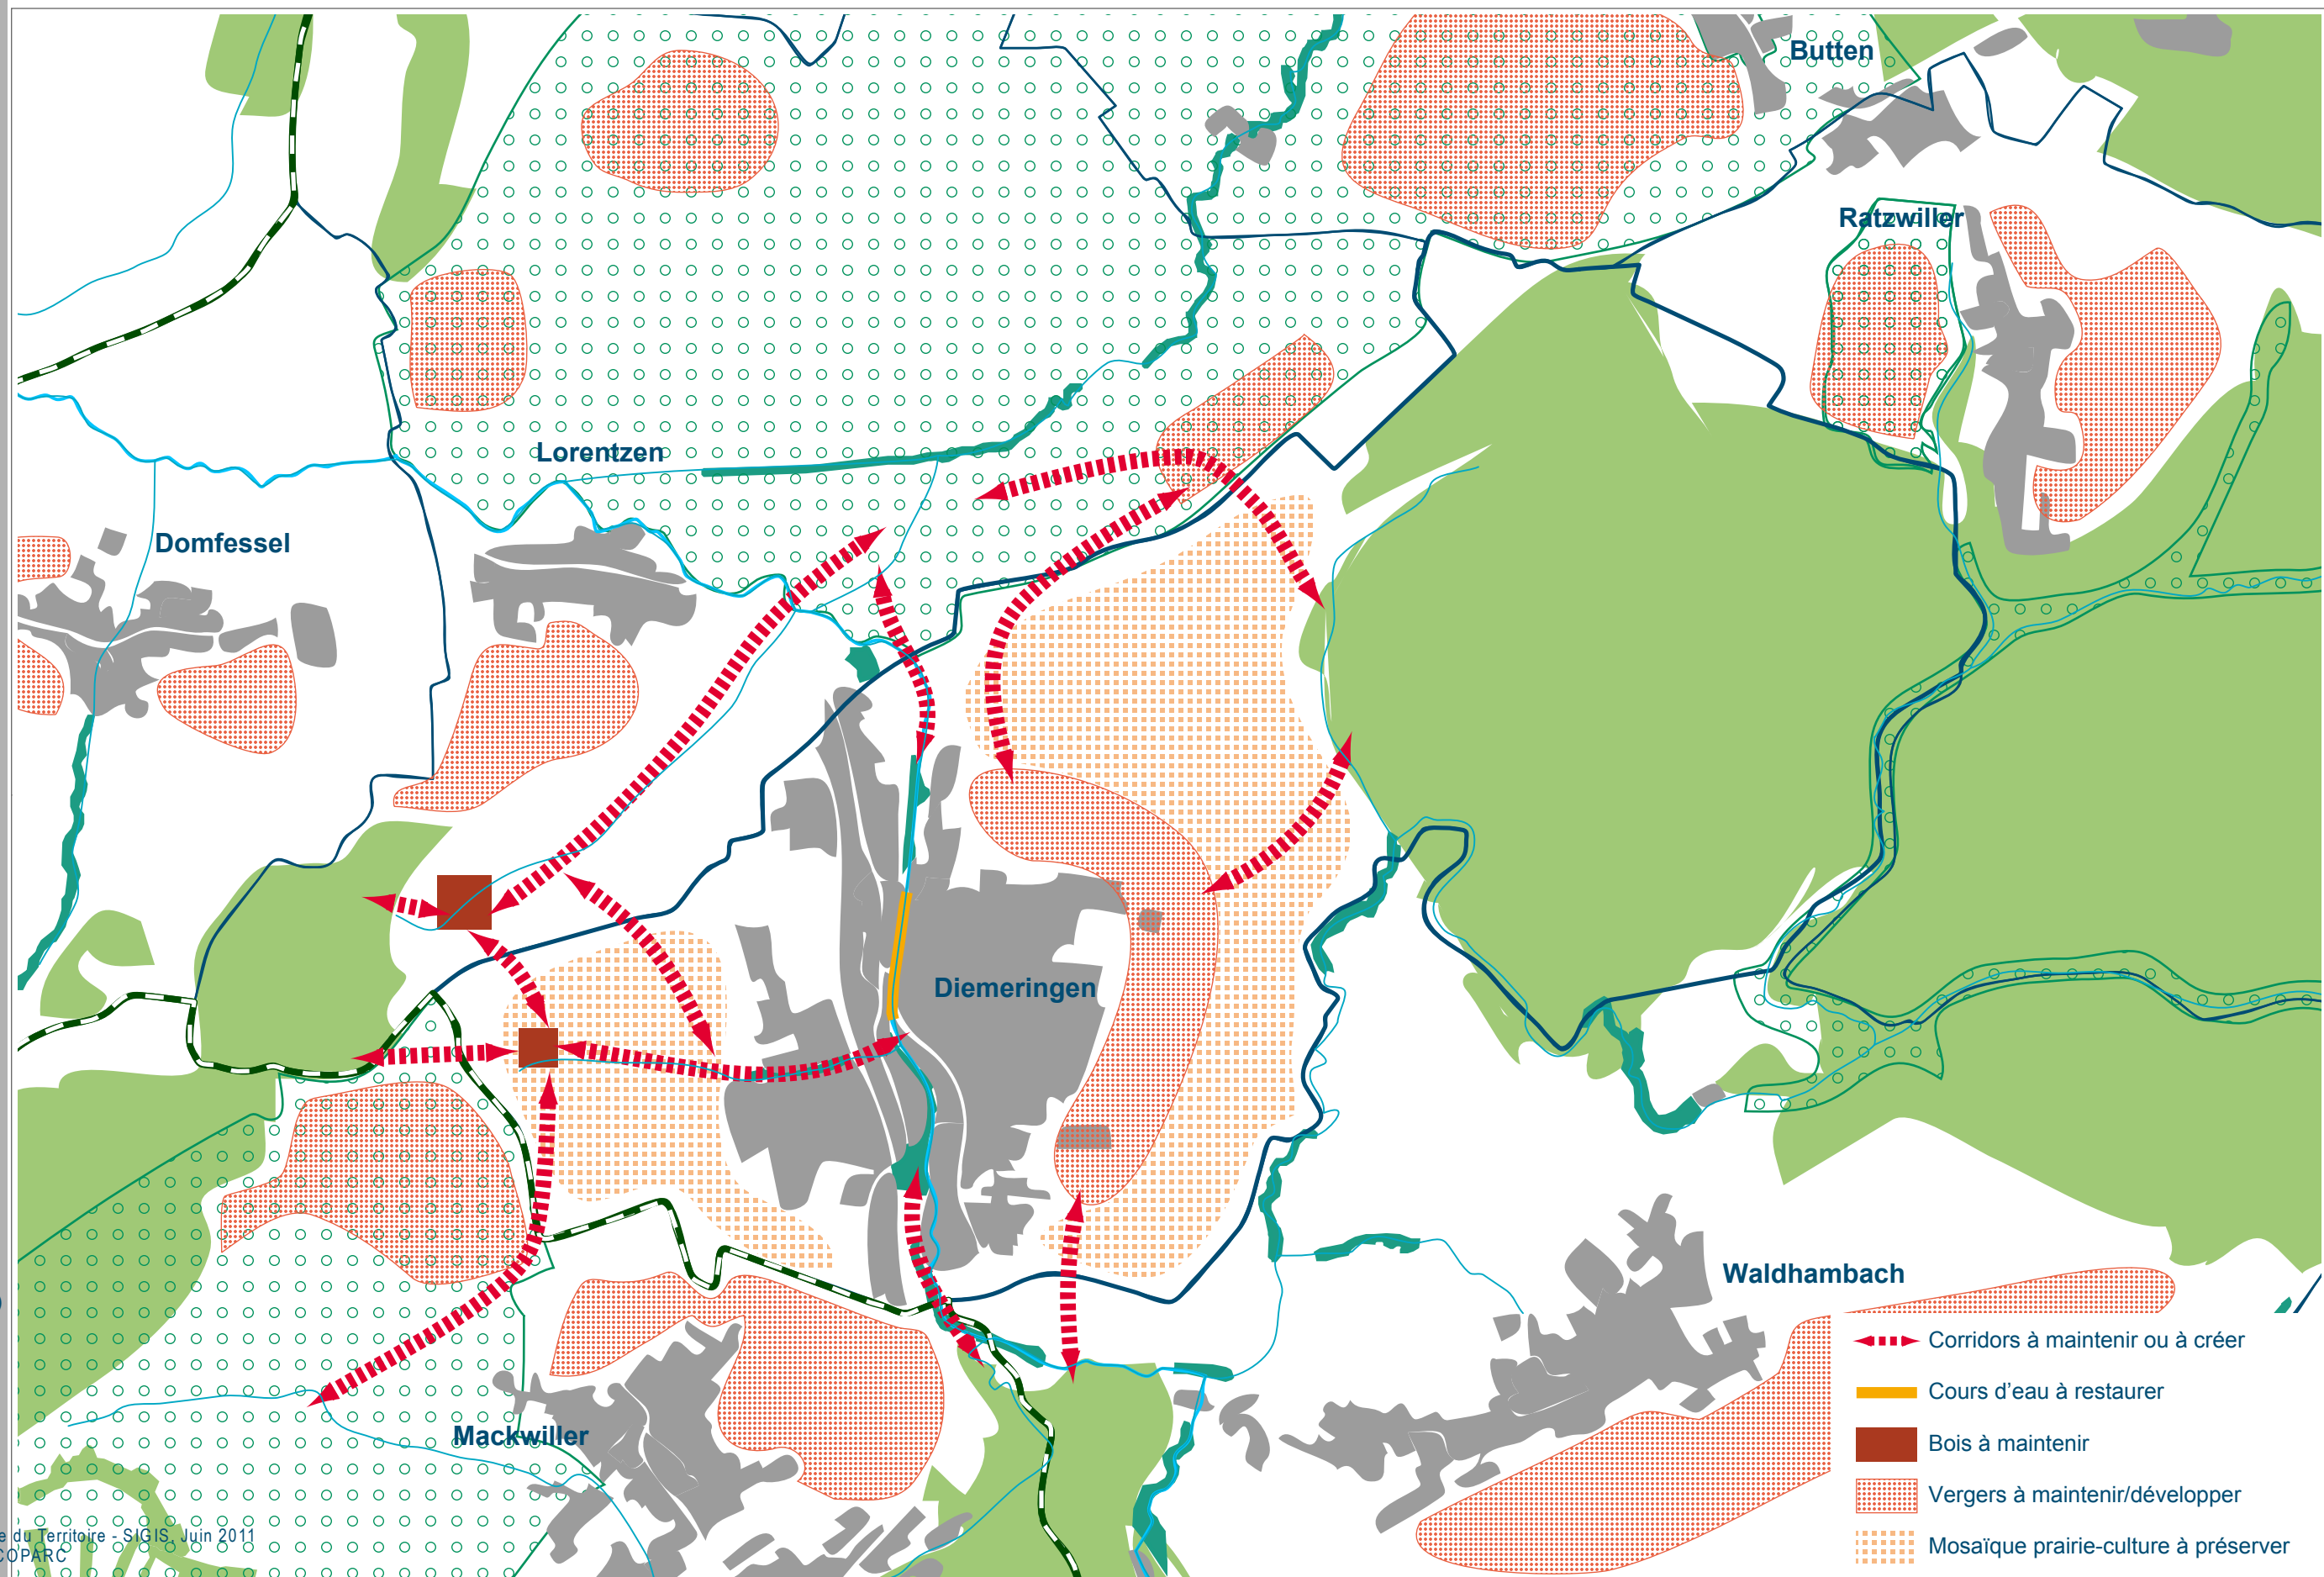 Butten
Ratzwiller
Lorentzen
Domfessel
Diemeringen
Waldhambach
Mackwiller
Corridors à maintenir ou à créer
Cours d'eau à restaurer
Bois à maintenir
Vergers à maintenir/développer
Mosaïque prairie-culture à préserver
du Territoire - SIGIS, Juin 2011